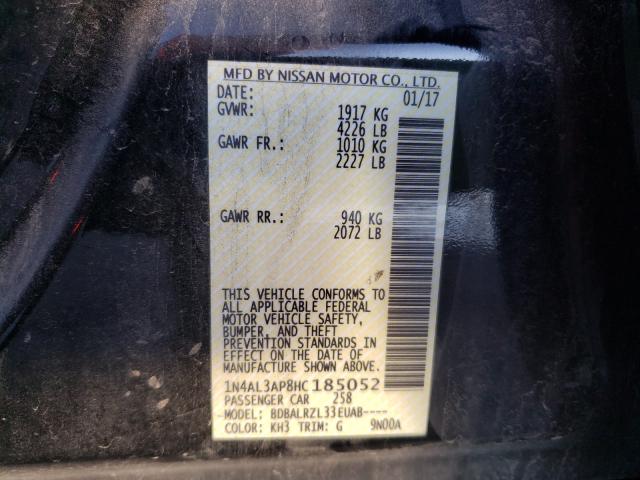 MFD BY NISSAN MOTOR CO., LTD.
DATE: 01/17
GVWR: 1917 KG
4226 LB
GAWR FR.: 1010 KG
2227 LB
GAWR RR.: 940 KG
2072 LB
THIS VEHICLE CONFORMS TO
ALL APPLICABLE FEDERAL
MOTOR VEHICLE SAFETY,
BUMPER, AND THEFT
PREVENTION STANDARDS IN
EFFECT ON THE DATE OF
MANUFACTURE SHOWN ABOVE.
1N4AL3AP8HC185052
PASSENGER CAR 258
MODEL: BDBALRZL33EUAB----
COLOR: KH3 TRIM: G 9N00A